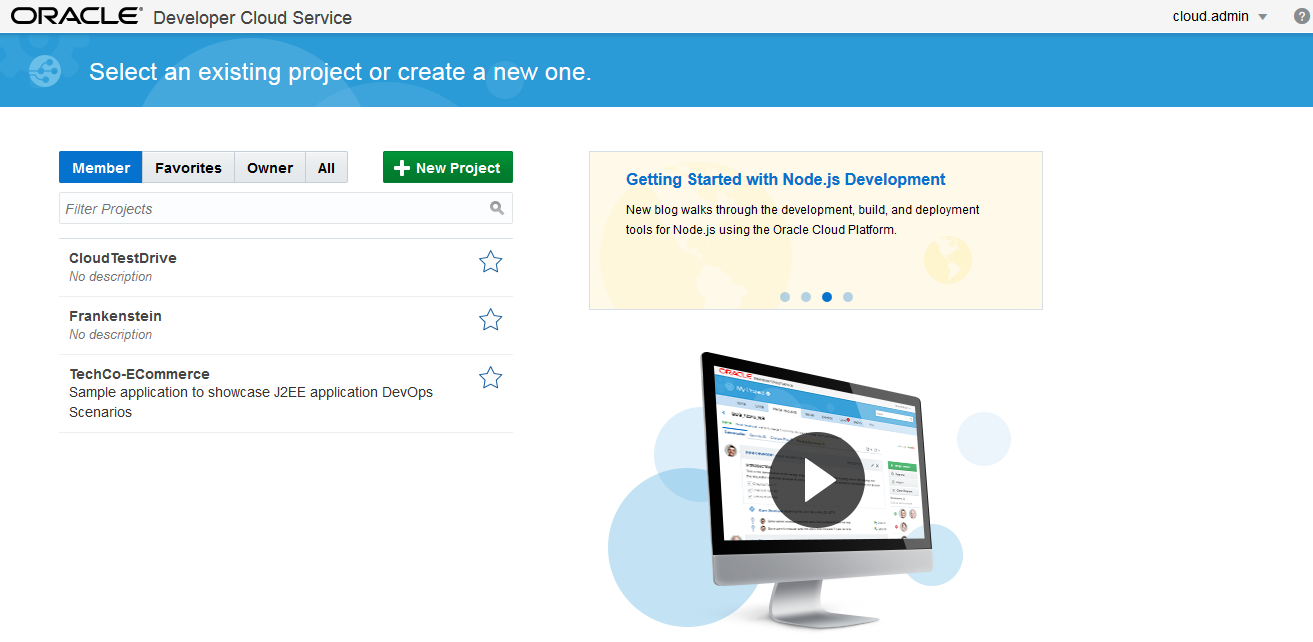 ORACLE® Developer Cloud Service
cloud.admin
?
Select an existing project or create a new one.
Member Favorites Owner All
New Project
Filter Projects
CloudTestDrive
No description
Frankenstein
No description
TechCo-ECommerce
Sample application to showcase J2EE application DevOps
Scenarios
Getting Started with Node.js Development
New blog walks through the development, build, and deployment
tools for Node.js using the Oracle Cloud Platform.
ORACLE